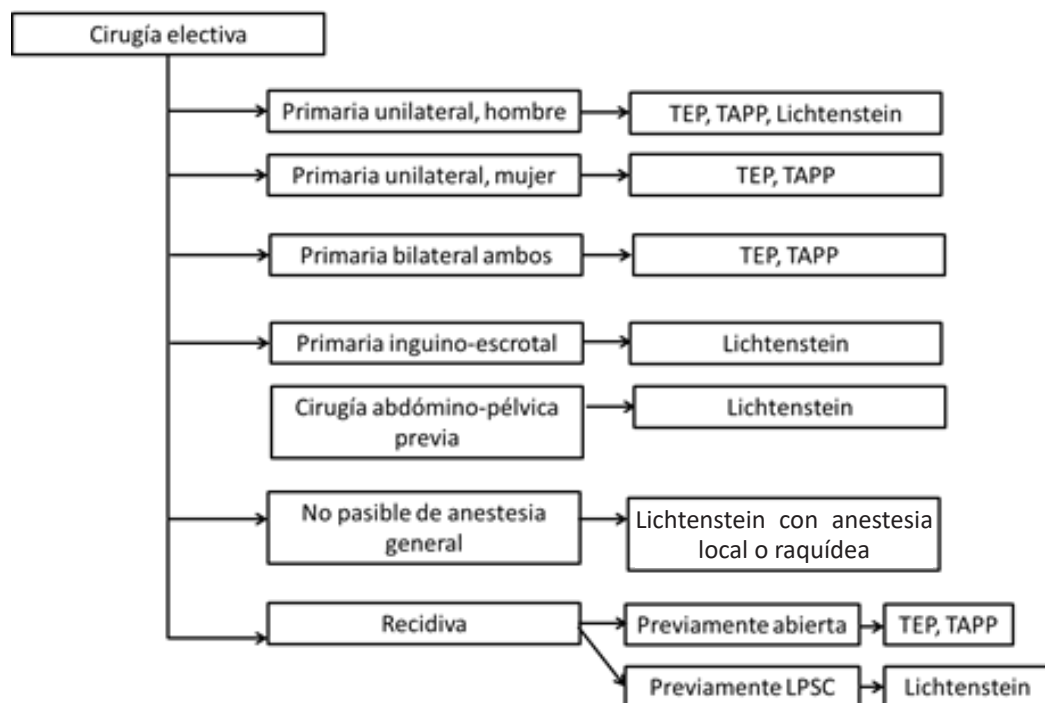 Cirugía electiva
Primaria unilateral, hombre
TEP, TAPP, Lichtenstein
Primaria unilateral, mujer
TEP, TAPP
Primaria bilateral ambos
TEP, TAPP
Primaria inguino-escrotal
Lichtenstein
Cirugía abdómino-pélvica
previa
Lichtenstein
No pasible de anestesia
general
Lichtenstein con anestesia
local o raquídea
Recidiva
Previamente abierta
TEP, TAPP
Previamente LPSC
Lichtenstein